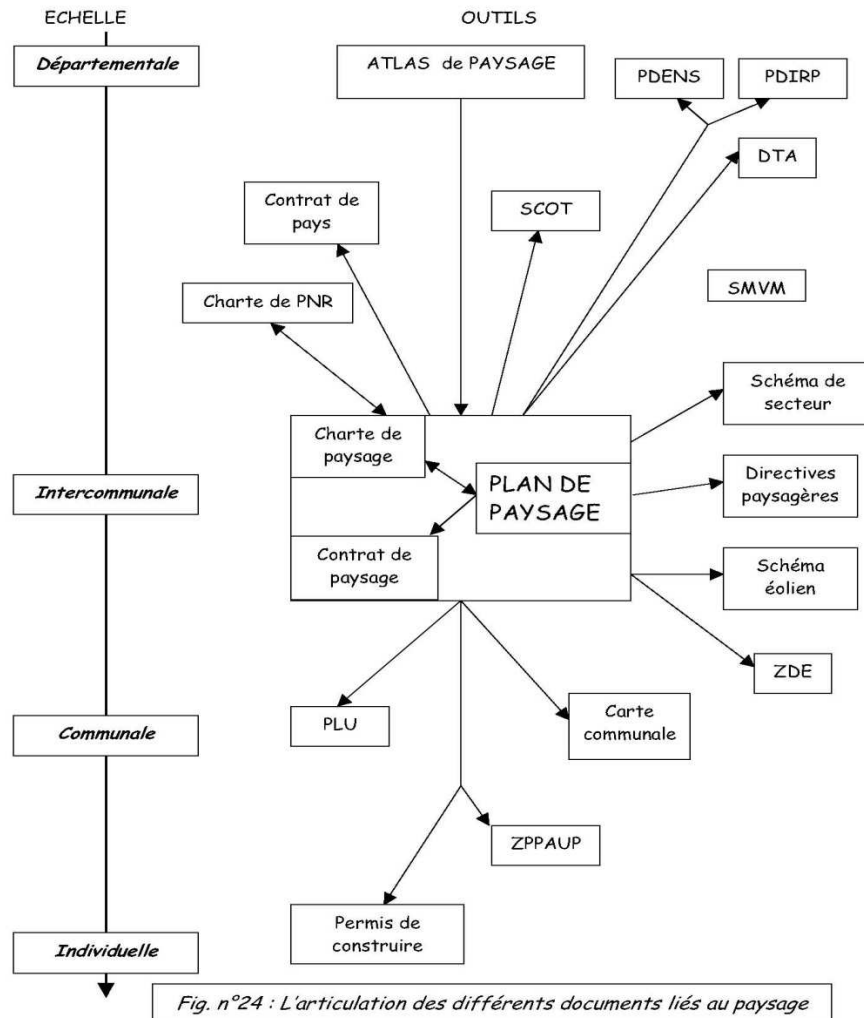 ECHELLE
OUTILS
Départementale
ATLAS de PAYSAGE
PDENS
PDIRP
DTA
Contrat de
pays
SCOT
SMVM
Charte de PNR
Schéma de
secteur
Charte de
paysage
Intercommunale
PLAN DE
PAYSAGE
Directives
paysagères
Contrat de
paysage
Schéma
éolien
ZDE
PLU
Carte
communale
Communale
ZPPAUP
Permis de
construire
Individuelle
Fig. n°24 : L'articulation des différents documents liés au paysage